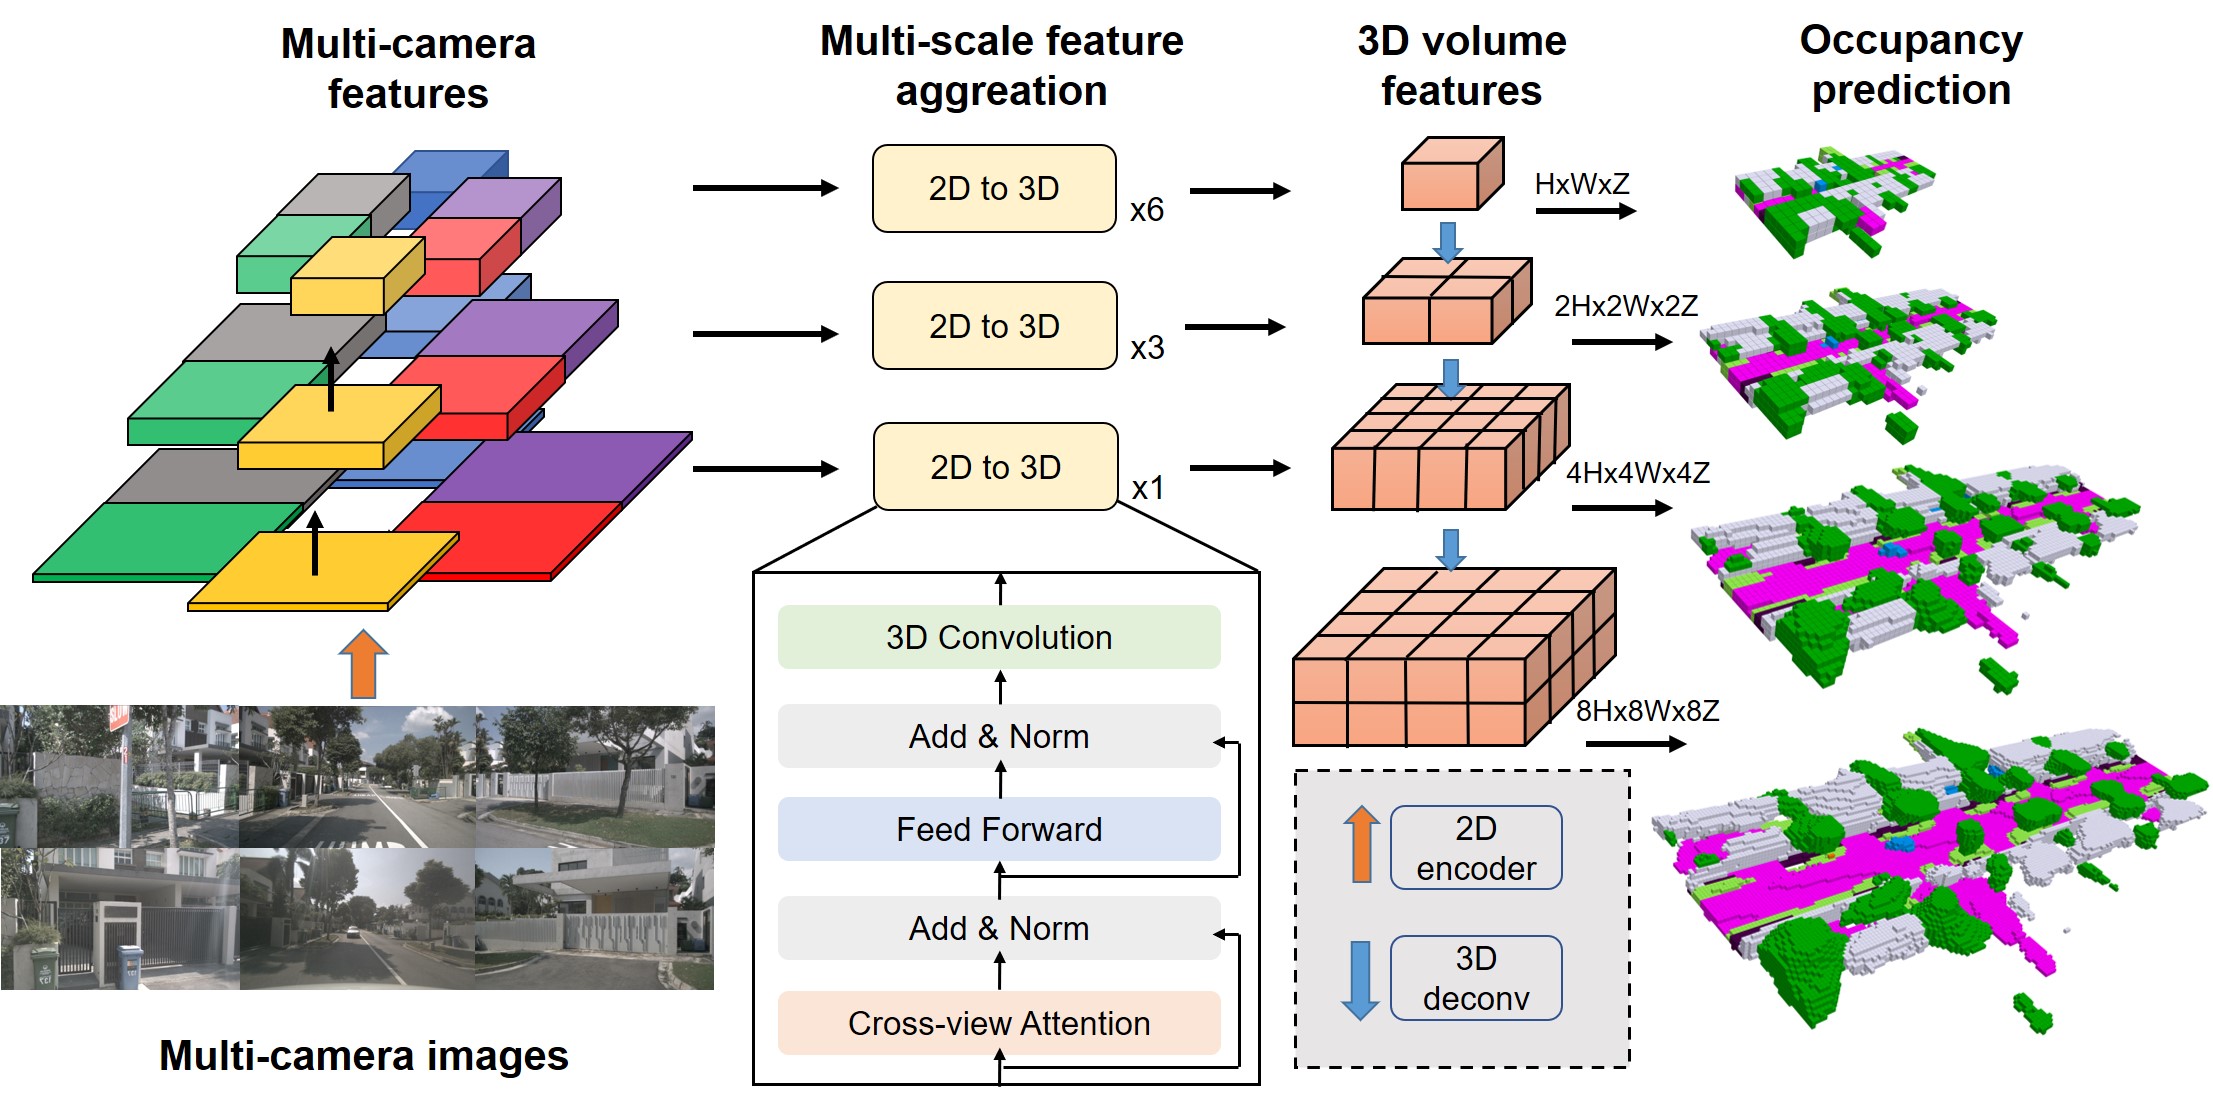 Multi-camera
features
Multi-scale feature
aggreation
3D volume
features
Occupancy
prediction
2D to 3D
x6
HxWxZ
2D to 3D
x3
2Hx2Wx2Z
2D to 3D
x1
4Hx4Wx4Z
8Hx8Wx8Z
3D Convolution
Add & Norm
Feed Forward
Add & Norm
Cross-view Attention
2D
encoder
3D
deconv
Multi-camera images